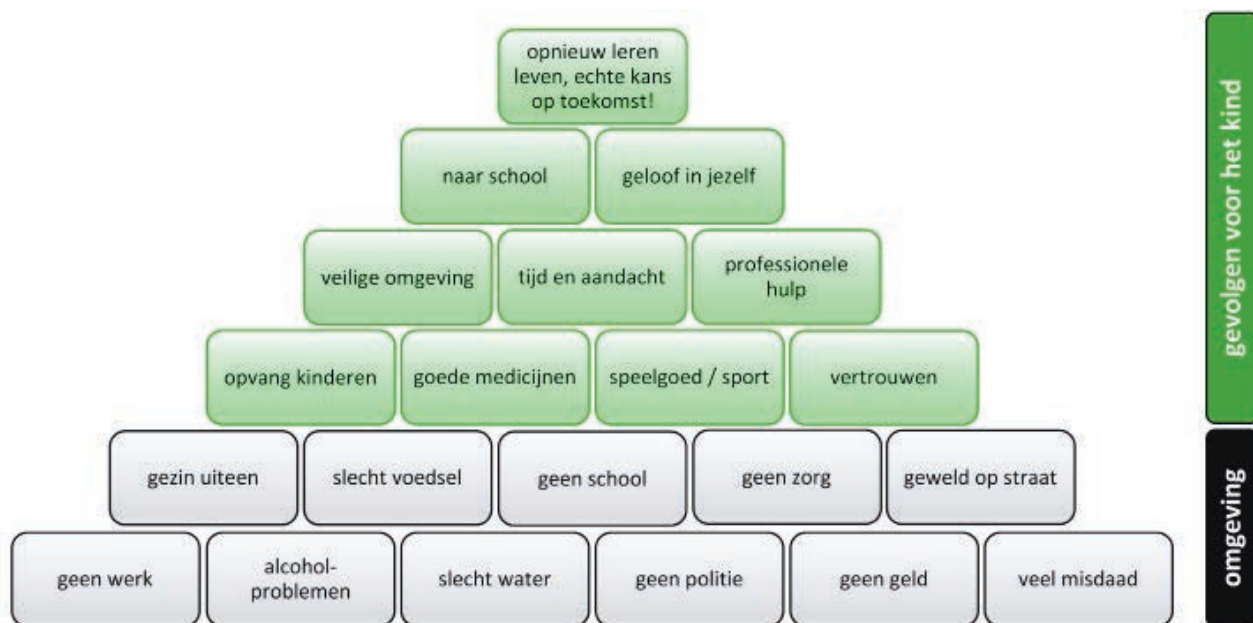 opnieuw leren
leven, echte kans
op toekomst!
naar school
geloof in jezelf
veilige omgeving
tijd en aandacht
professionele
hulp
opvang kinderen
goede medicijnen
speelgoed / sport
vertrouwen
gezin uiteen
slecht voedsel
geen school
geen zorg
geweld op straat
geen werk
alcohol-
problemen
slecht water
geen politie
geen geld
veel misdaad
gevolgen voor het kind
omgeving